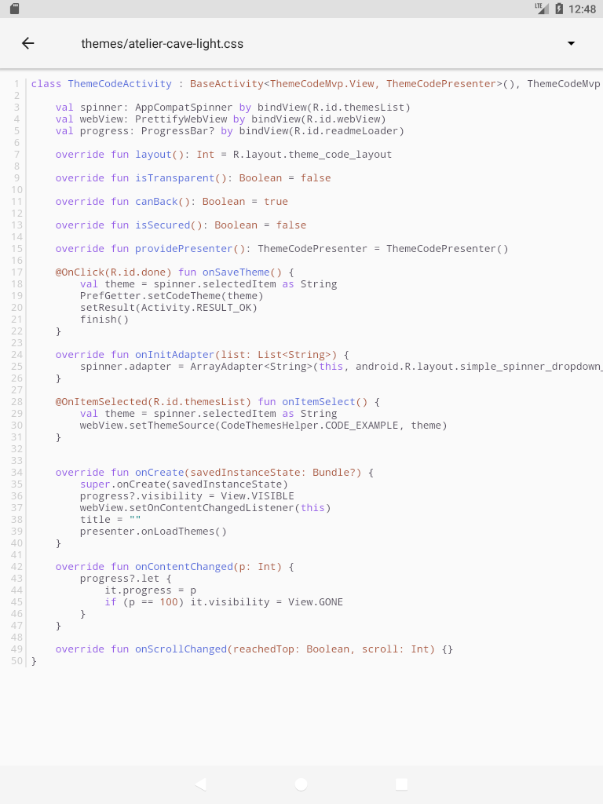 LTE 12:48
themes/atelier-cave-light.css
1 class ThemeCodeActivity : BaseActivity<ThemeCodeMvp.View, ThemeCodePresenter>(), ThemeCodeMvp
2
3     val spinner: AppCompatSpinner by bindView(R.id.themesList)
4     val webView: PrettifyWebView by bindView(R.id.webView)
5     val progress: ProgressBar? by bindView(R.id.readmeLoader)
6
7     override fun layout(): Int = R.layout.theme_code_layout
8
9     override fun isTransparent(): Boolean = false
10
11     override fun canBack(): Boolean = true
12
13     override fun isSecured(): Boolean = false
14
15     override fun providePresenter(): ThemeCodePresenter = ThemeCodePresenter()
16
17     @OnClick(R.id.done) fun onSaveTheme() {
18         val theme = spinner.selectedItem as String
19         PrefGetter.setCodeTheme(theme)
20         setResult(Activity.RESULT_OK)
21         finish()
22     }
23
24     override fun onInitAdapter(list: List<String>) {
25         spinner.adapter = ArrayAdapter<String>(this, android.R.layout.simple_spinner_dropdown_
26     }
27
28     @OnItemSelected(R.id.themesList) fun onItemSelect() {
29         val theme = spinner.selectedItem as String
30         webView.setThemeSource(CodeThemesHelper.CODE_EXAMPLE, theme)
31     }
32
33
34     override fun onCreate(savedInstanceState: Bundle?) {
35         super.onCreate(savedInstanceState)
36         progress?.visibility = View.VISIBLE
37         webView.setOnContentChangedListener(this)
38         title = ""
39         presenter.onLoadThemes()
40     }
41
42     override fun onContentChanged(p: Int) {
43         progress?.let {
44             it.progress = p
45             if (p == 100) it.visibility = View.GONE
46         }
47     }
48
49     override fun onScrollChanged(reachedTop: Boolean, scroll: Int) {}
50 }